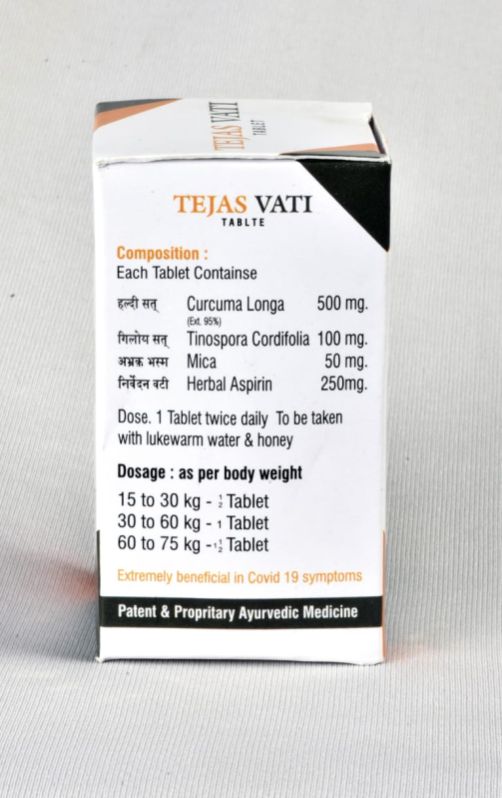 TEJAS VATI
TABLET
TEJAS VATI
TABLTE
Composition :
Each Tablet Containse
हल्दी सत् Curcuma Longa 500 mg.
(Ext. 95%)
गिलोय सत् Tinospora Cordifolia 100 mg.
अभ्रक भस्म Mica 50 mg.
निर्वेदन वटी Herbal Aspirin 250mg.
Dose. 1 Tablet twice daily To be taken
with lukewarm water & honey
Dosage : as per body weight
15 to 30 kg - 1/2 Tablet
30 to 60 kg - 1 Tablet
60 to 75 kg - 1 1/2 Tablet
Extremely beneficial in Covid 19 symptoms
Patent & Propritary Ayurvedic Medicine